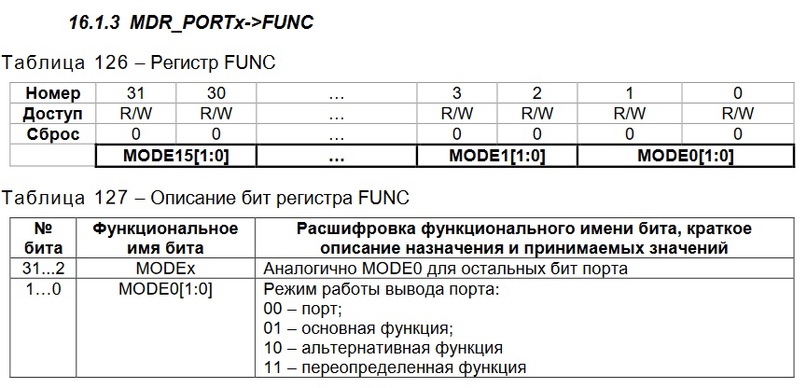 16.1.3 MDR_PORTx->FUNC
Таблица 126 – Регистр FUNC
Номер 31 30 ... 3 2 1 0
Доступ R/W R/W ... R/W R/W R/W R/W
Сброс 0 0 ... 0 0 0 0
MODE15[1:0] ... MODE1[1:0] MODE0[1:0]
Таблица 127 – Описание бит регистра FUNC
№ Функциональное Расшифровка функционального имени бита, краткое
бита имя бита описание назначения и принимаемых значений
31...2 MODEx Аналогично MODE0 для остальных бит порта
1…0 MODE0[1:0] Режим работы вывода порта:
00 – порт;
01 – основная функция;
10 – альтернативная функция
11 – переопределенная функция